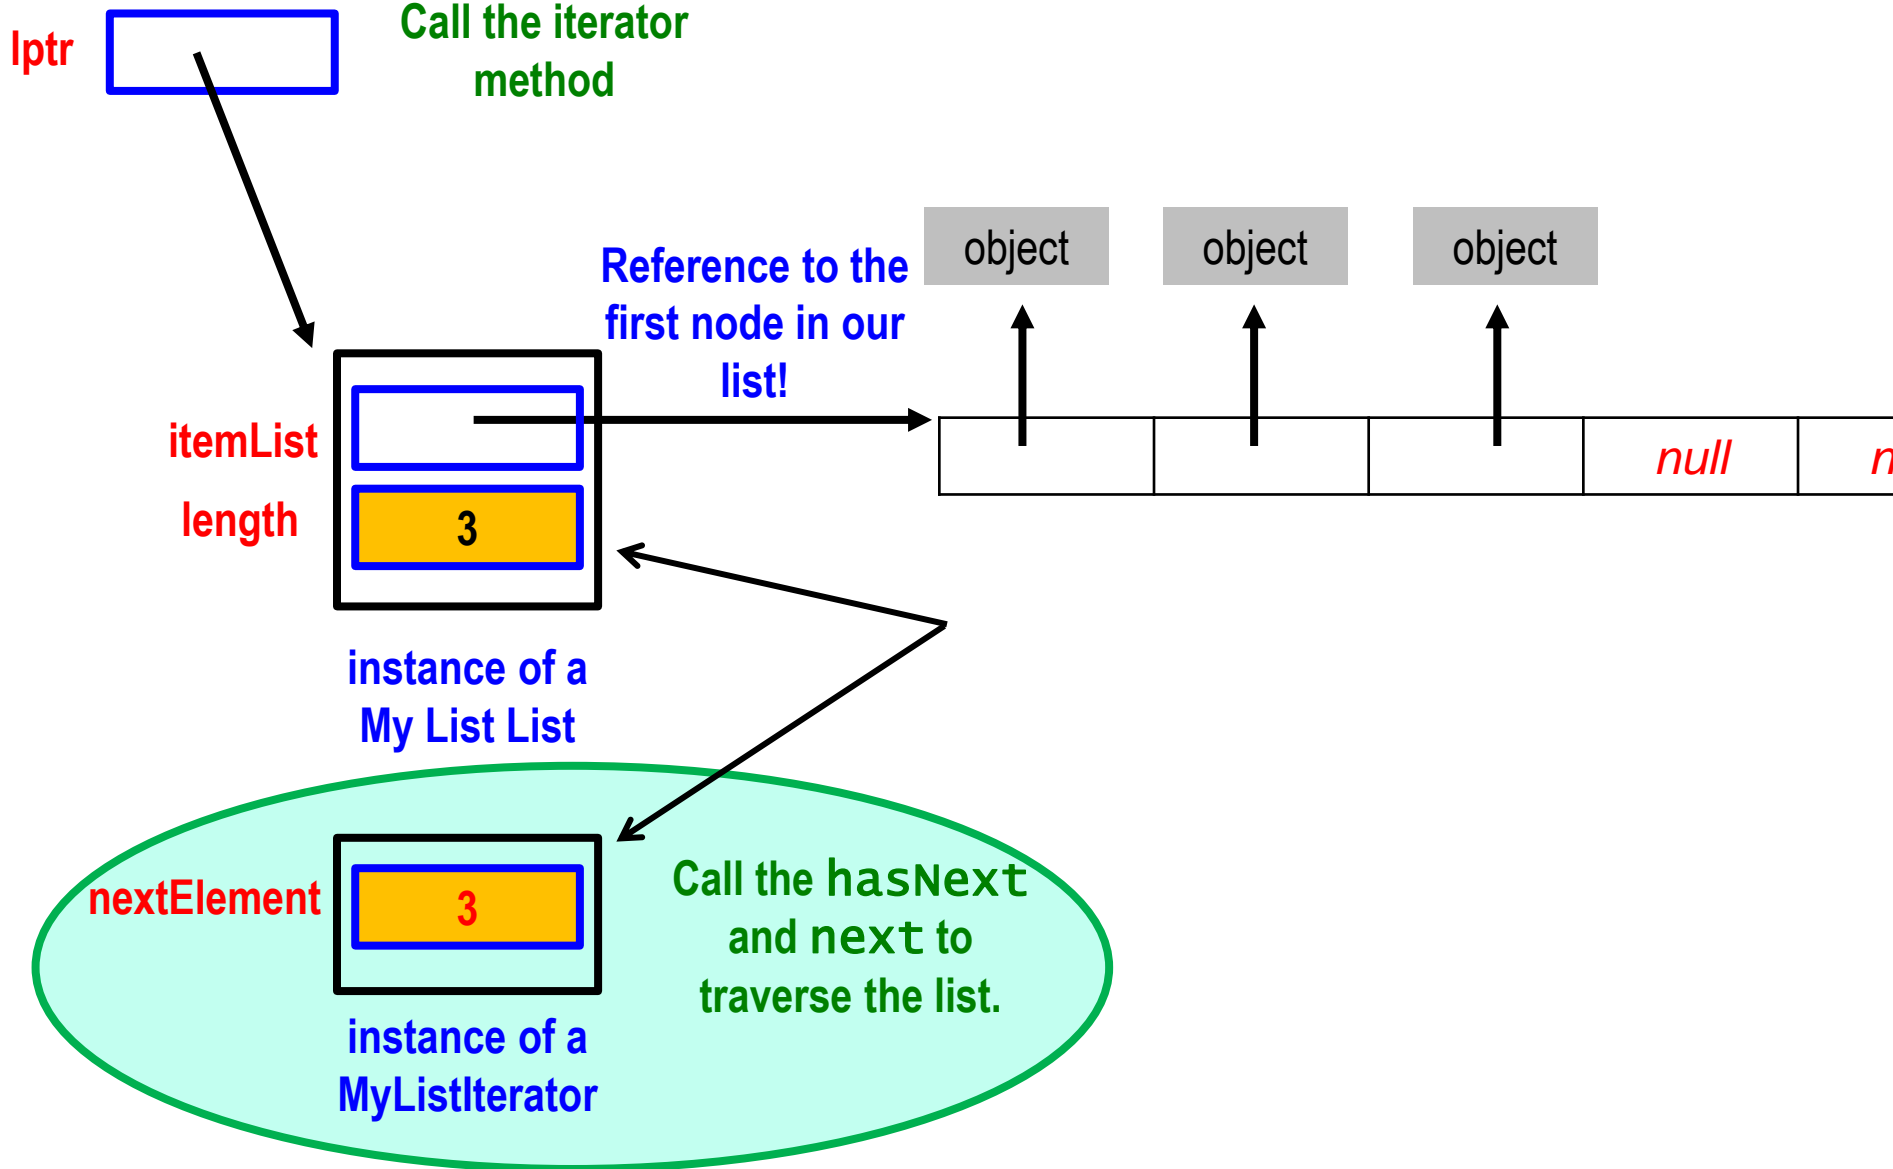 lptr
Call the iterator
method
object
object
object
Reference to the
first node in our
list!
itemList
null
length
3
instance of a
My List List
nextElement
3
Call the hasNext
and next to
traverse the list.
instance of a
MyListIterator